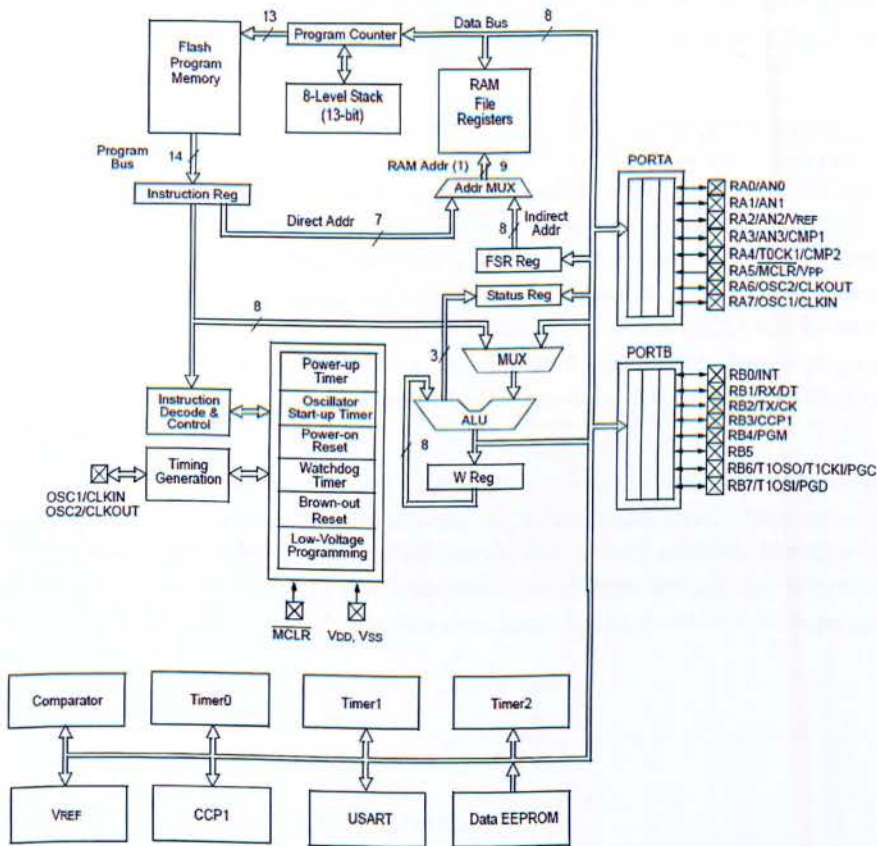 13
Data Bus
8
Program Counter
Flash
Program
Memory
8-Level Stack
(13-bit)
RAM
File
Registers
Program
Bus
14
RAM Addr (1)
9
Addr MUX
Instruction Reg
Direct Addr
7
8
Indirect
Addr
FSR Reg
Status Reg
8
3
MUX
Power-up
Timer
Oscillator
Start-up Timer
Power-on
Reset
Watchdog
Timer
Brown-out
Reset
Low-Voltage
Programming
Instruction
Decode &
Control
Timing
Generation
OSC1/CLKIN
OSC2/CLKOUT
ALU
8
W Reg
MCLR
VDD, VSS
PORTA
RA0/AN0
RA1/AN1
RA2/AN2/VREF
RA3/AN3/CMP1
RA4/T0CK1/CMP2
RA5/MCLR/VPP
RA6/OSC2/CLKOUT
RA7/OSC1/CLKIN
PORTB
RB0/INT
RB1/RX/DT
RB2/TX/CK
RB3/CCP1
RB4/PGM
RB5
RB6/T1OSO/T1CKI/PGC
RB7/T1OSI/PGD
Comparator
Timer0
Timer1
Timer2
VREF
CCP1
USART
Data EEPROM